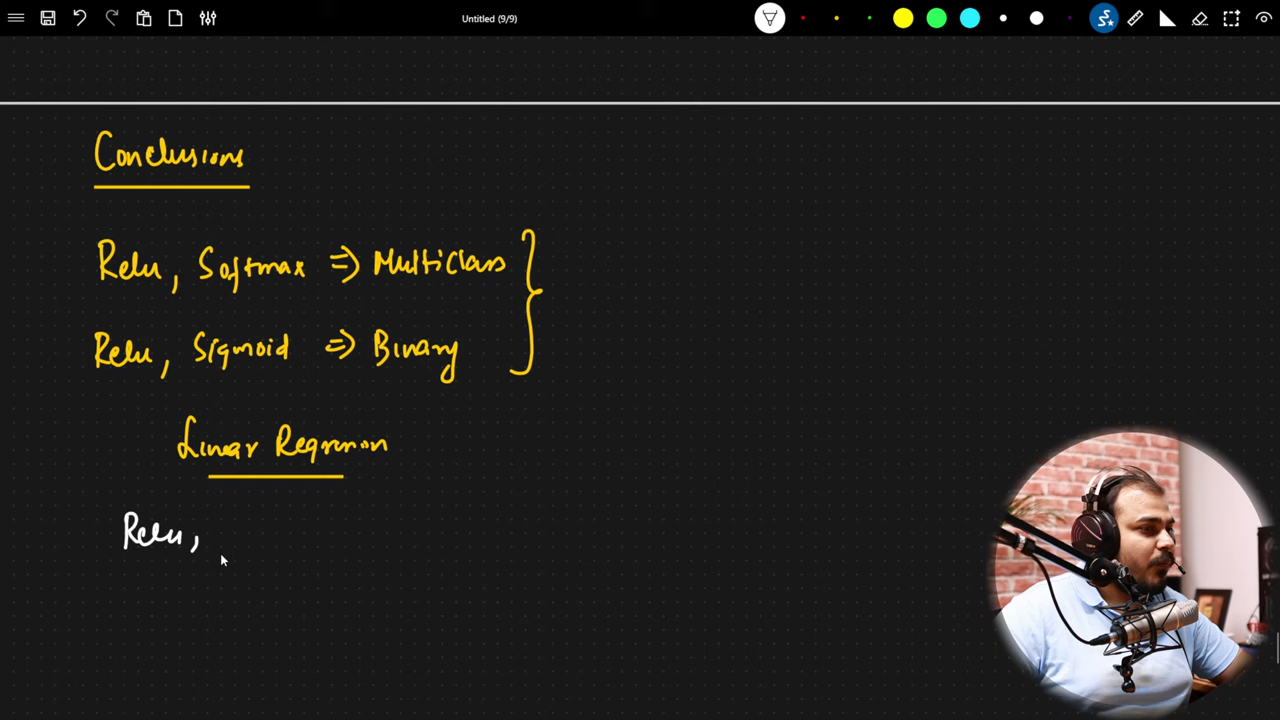 Untitled (9/9)
Conclusions
Relu, Softmax => Multiclass
Relu, Sigmoid => Binary
Linear Regression
Relu,